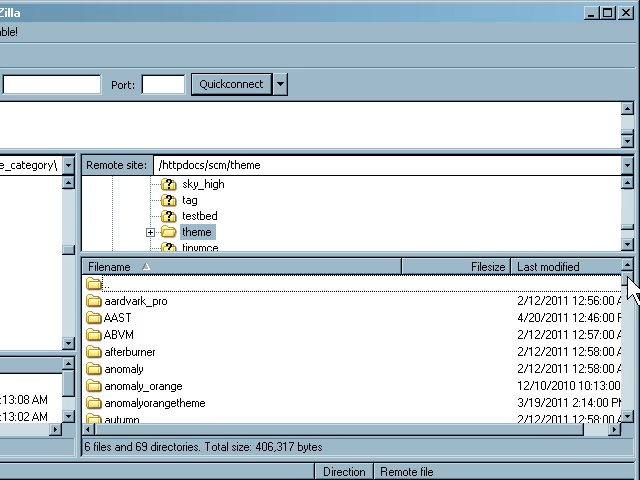 Zilla
ble!
Port: Quickconnect
e_category\ Remote site: /httpdocs/scm/theme
sky_high
tag
testbed
theme
tinymce
Filename Filesize Last modified
..
aardvark_pro 2/12/2011 12:56:00 A
AAST 4/20/2011 12:46:00 P
ABVM 2/12/2011 12:57:00 A
afterburner 2/12/2011 12:58:00 A
anomaly 2/12/2011 12:58:00 A
anomaly_orange 12/10/2010 10:13:00
:13:08 AM anomalyorangetheme 3/19/2011 2:14:00 PM
:13:02 AM autumn 2/12/2011 12:58:00 A
6 files and 69 directories. Total size: 406,317 bytes
Direction Remote file